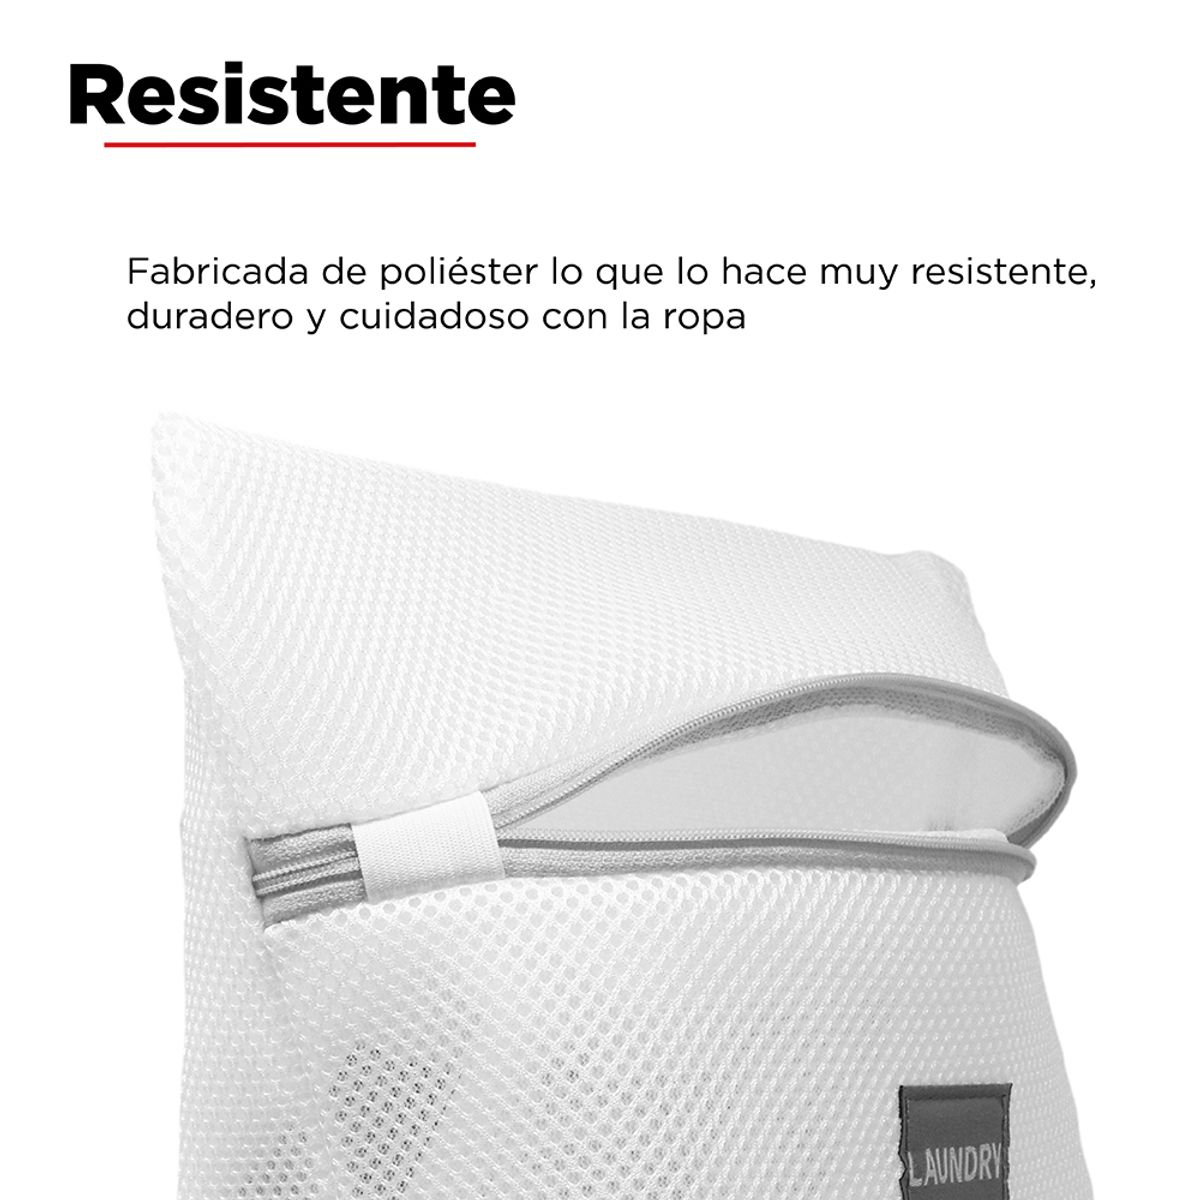 Resistente
Fabricada de poliéster lo que lo hace muy resistente,
duradero y cuidadoso con la ropa
LAUNDRY